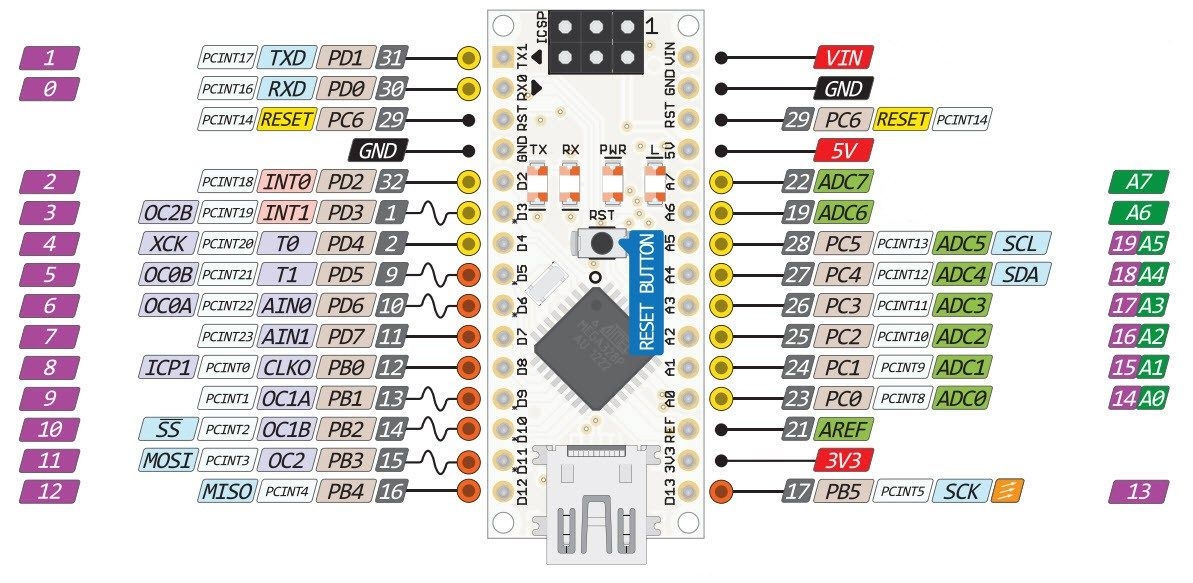 ICSP 1
1 PCINT17 TXD PD1 31 TX1 VIN VIN
0 PCINT16 RXD PD0 30 RX0 GND GND
PCINT14 RESET PC6 29 RST RST 29 PC6 RESET PCINT14
GND GND 5V 5V
TX RX PWR L
2 PCINT18 INT0 PD2 32 D2 A7 22 ADC7 A7
3 OC2B PCINT19 INT1 PD3 1 *D3 A6 19 ADC6 A6
RST
4 XCK PCINT20 T0 PD4 2 D4 A5 28 PC5 PCINT13 ADC5 SCL 19 A5
RESET BUTTON
5 OC0B PCINT21 T1 PD5 9 *D5 A4 27 PC4 PCINT12 ADC4 SDA 18 A4
6 OC0A PCINT22 AIN0 PD6 10 *D6 A3 26 PC3 PCINT11 ADC3 17 A3
7 PCINT23 AIN1 PD7 11 D7 A2 25 PC2 PCINT10 ADC2 16 A2
8 ICP1 PCINT0 CLKO PB0 12 D8 A1 24 PC1 PCINT9 ADC1 15 A1
9 PCINT1 OC1A PB1 13 *D9 A0 23 PC0 PCINT8 ADC0 14 A0
10 SS PCINT2 OC1B PB2 14 *D10 REF 21 AREF
11 MOSI PCINT3 OC2 PB3 15 *D11 3V3 3V3
12 MISO PCINT4 PB4 16 D12 D13 17 PB5 PCINT5 SCK 13